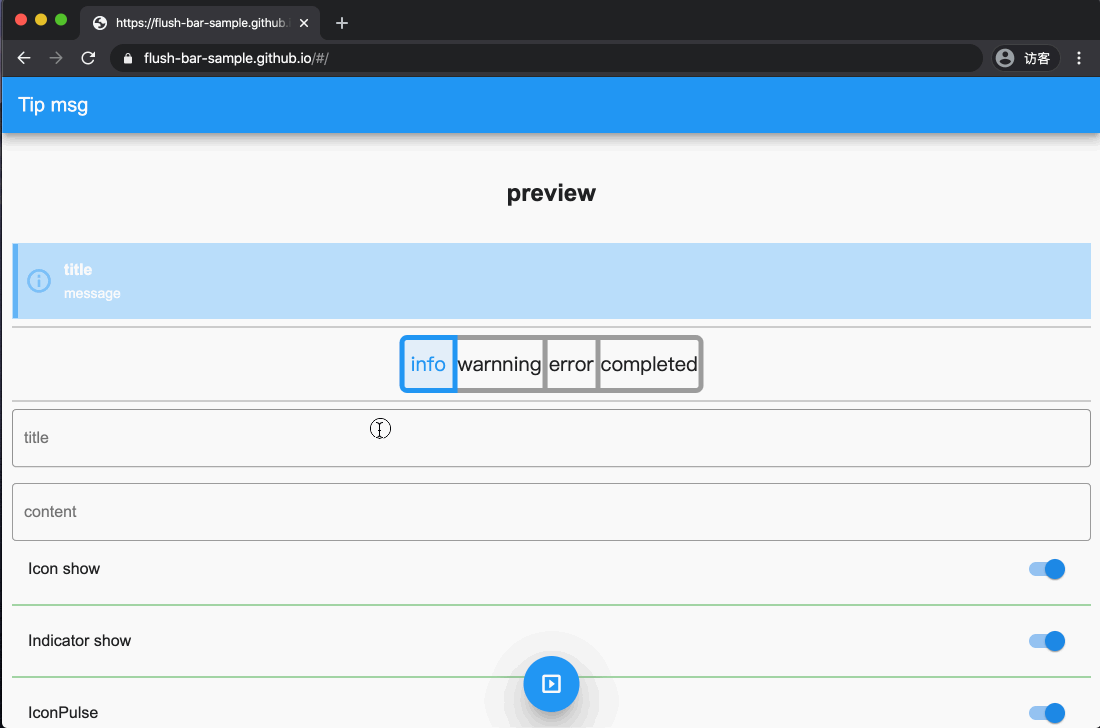 https://flush-bar-sample.github.i
flush-bar-sample.github.io/#/
访客
Tip msg
preview
title
message
info warnning error completed
title
content
Icon show
Indicator show
IconPulse